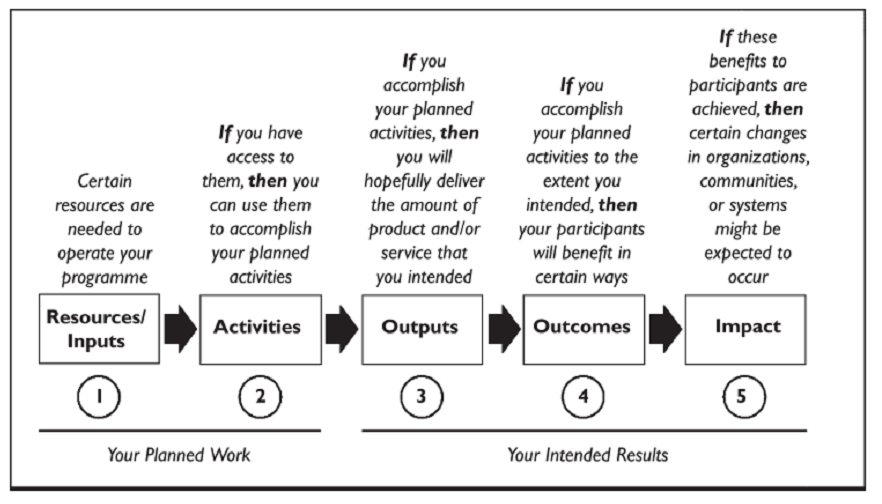 Certain
resources are
needed to
operate your
programme
If you have
access to
them, then you
can use them
to accomplish
your planned
activities
If you
accomplish
your planned
activities, then
you will
hopefully deliver
the amount of
product and/or
service that
you intended
If you
accomplish
your planned
activities to the
extent you
intended, then
your participants
will benefit in
certain ways
If these
benefits to
participants are
achieved, then
certain changes
in organizations,
communities,
or systems
might be
expected to
occur
Resources/
Inputs
Activities
Outputs
Outcomes
Impact
1
2
3
4
5
Your Planned Work
Your Intended Results